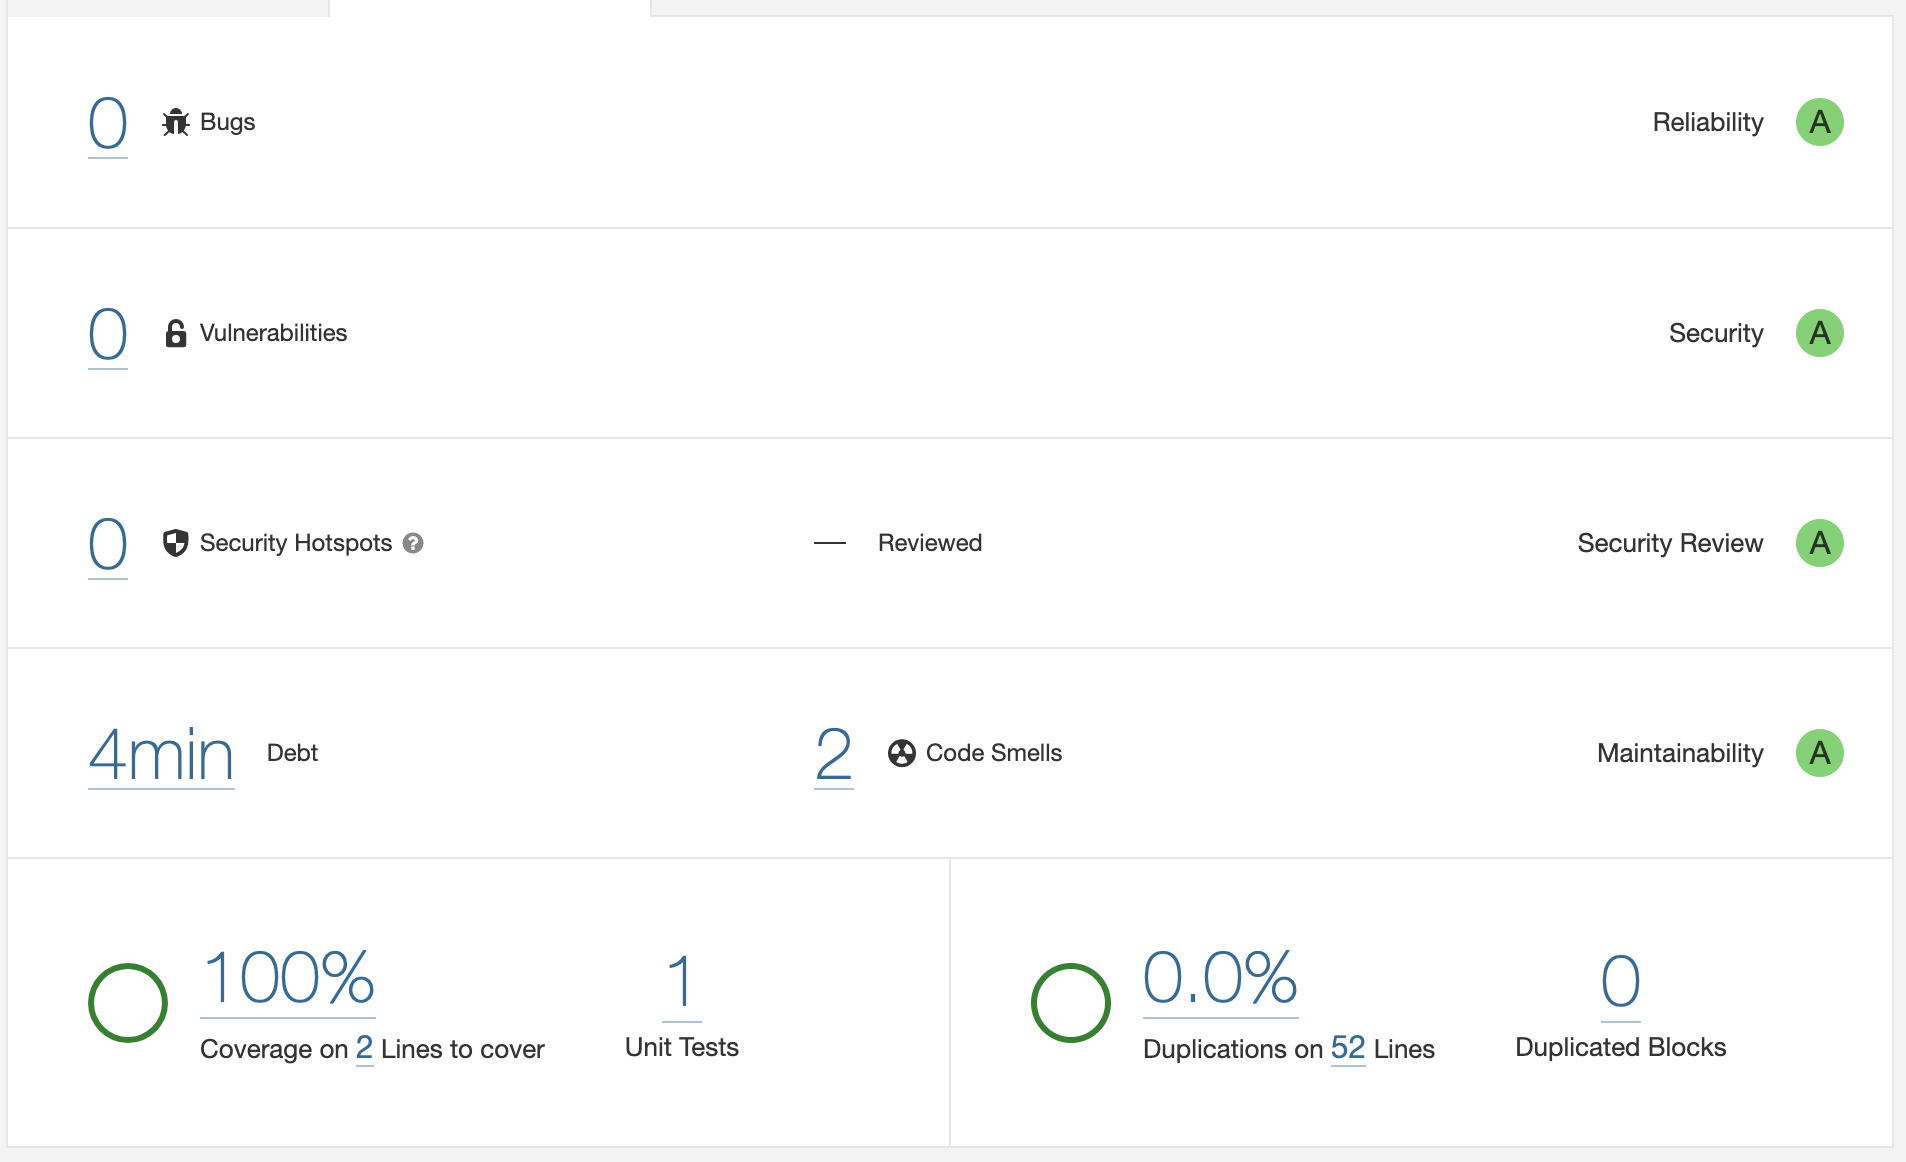 0 Bugs Reliability A
0 Vulnerabilities Security A
0 Security Hotspots ? — Reviewed Security Review A
4min Debt 2 Code Smells Maintainability A
100% 1 0.0% 0
Coverage on 2 Lines to cover Unit Tests Duplications on 52 Lines Duplicated Blocks